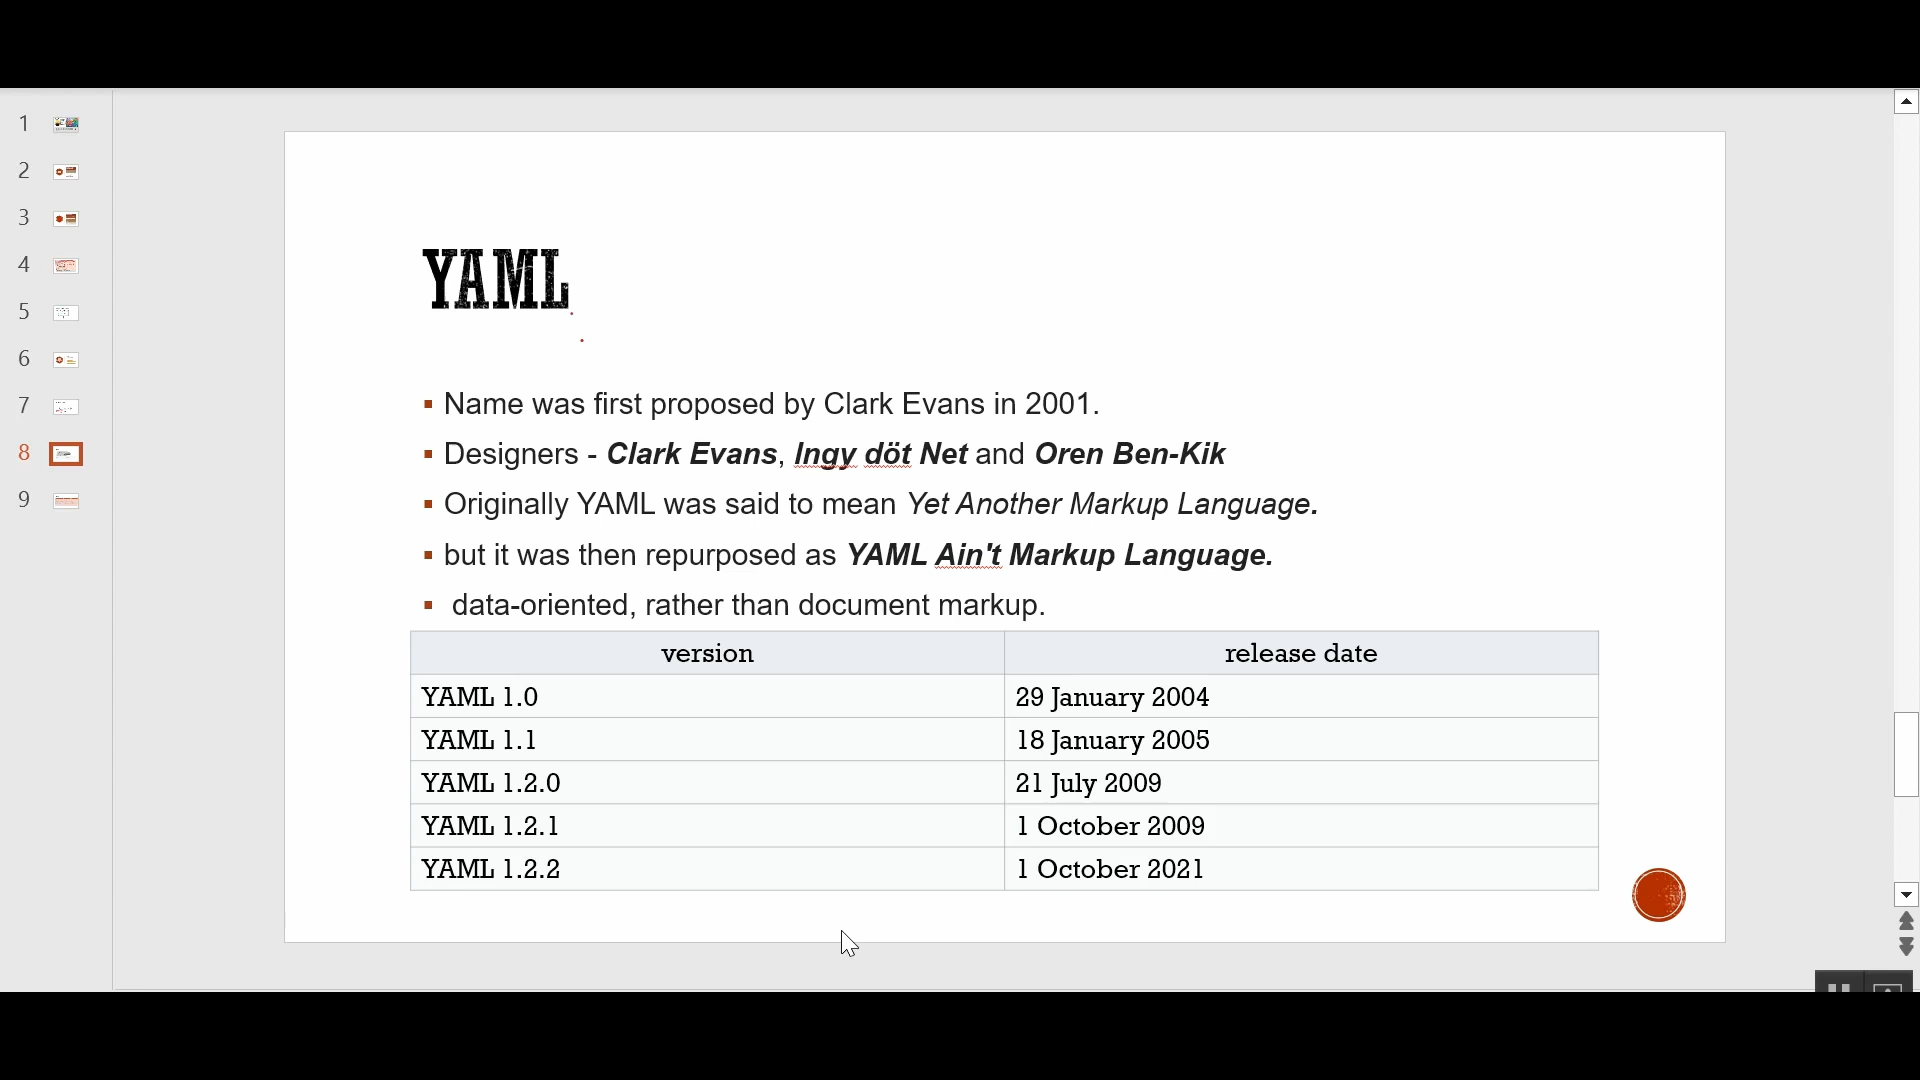 1
2
3
4
5
6
7
8
9
YAML
Name was first proposed by Clark Evans in 2001.
Designers - Clark Evans, Ingy döt Net and Oren Ben-Kik
Originally YAML was said to mean Yet Another Markup Language.
but it was then repurposed as YAML Ain't Markup Language.
data-oriented, rather than document markup.
version release date
YAML 1.0 29 January 2004
YAML 1.1 18 January 2005
YAML 1.2.0 21 July 2009
YAML 1.2.1 1 October 2009
YAML 1.2.2 1 October 2021